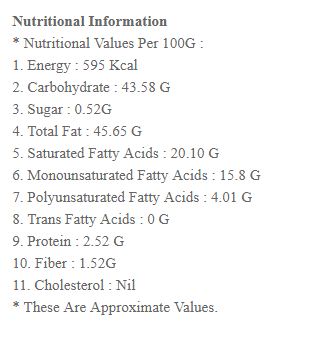 Nutritional Information
* Nutritional Values Per 100G :
1. Energy : 595 Kcal
2. Carbohydrate : 43.58 G
3. Sugar : 0.52G
4. Total Fat : 45.65 G
5. Saturated Fatty Acids : 20.10 G
6. Monounsaturated Fatty Acids : 15.8 G
7. Polyunsaturated Fatty Acids : 4.01 G
8. Trans Fatty Acids : 0 G
9. Protein : 2.52 G
10. Fiber : 1.52G
11. Cholesterol : Nil
* These Are Approximate Values.